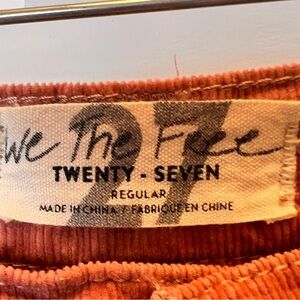 We The Free
27
TWENTY - SEVEN
REGULAR
MADE IN CHINA / FABRIQUÉ EN CHINE